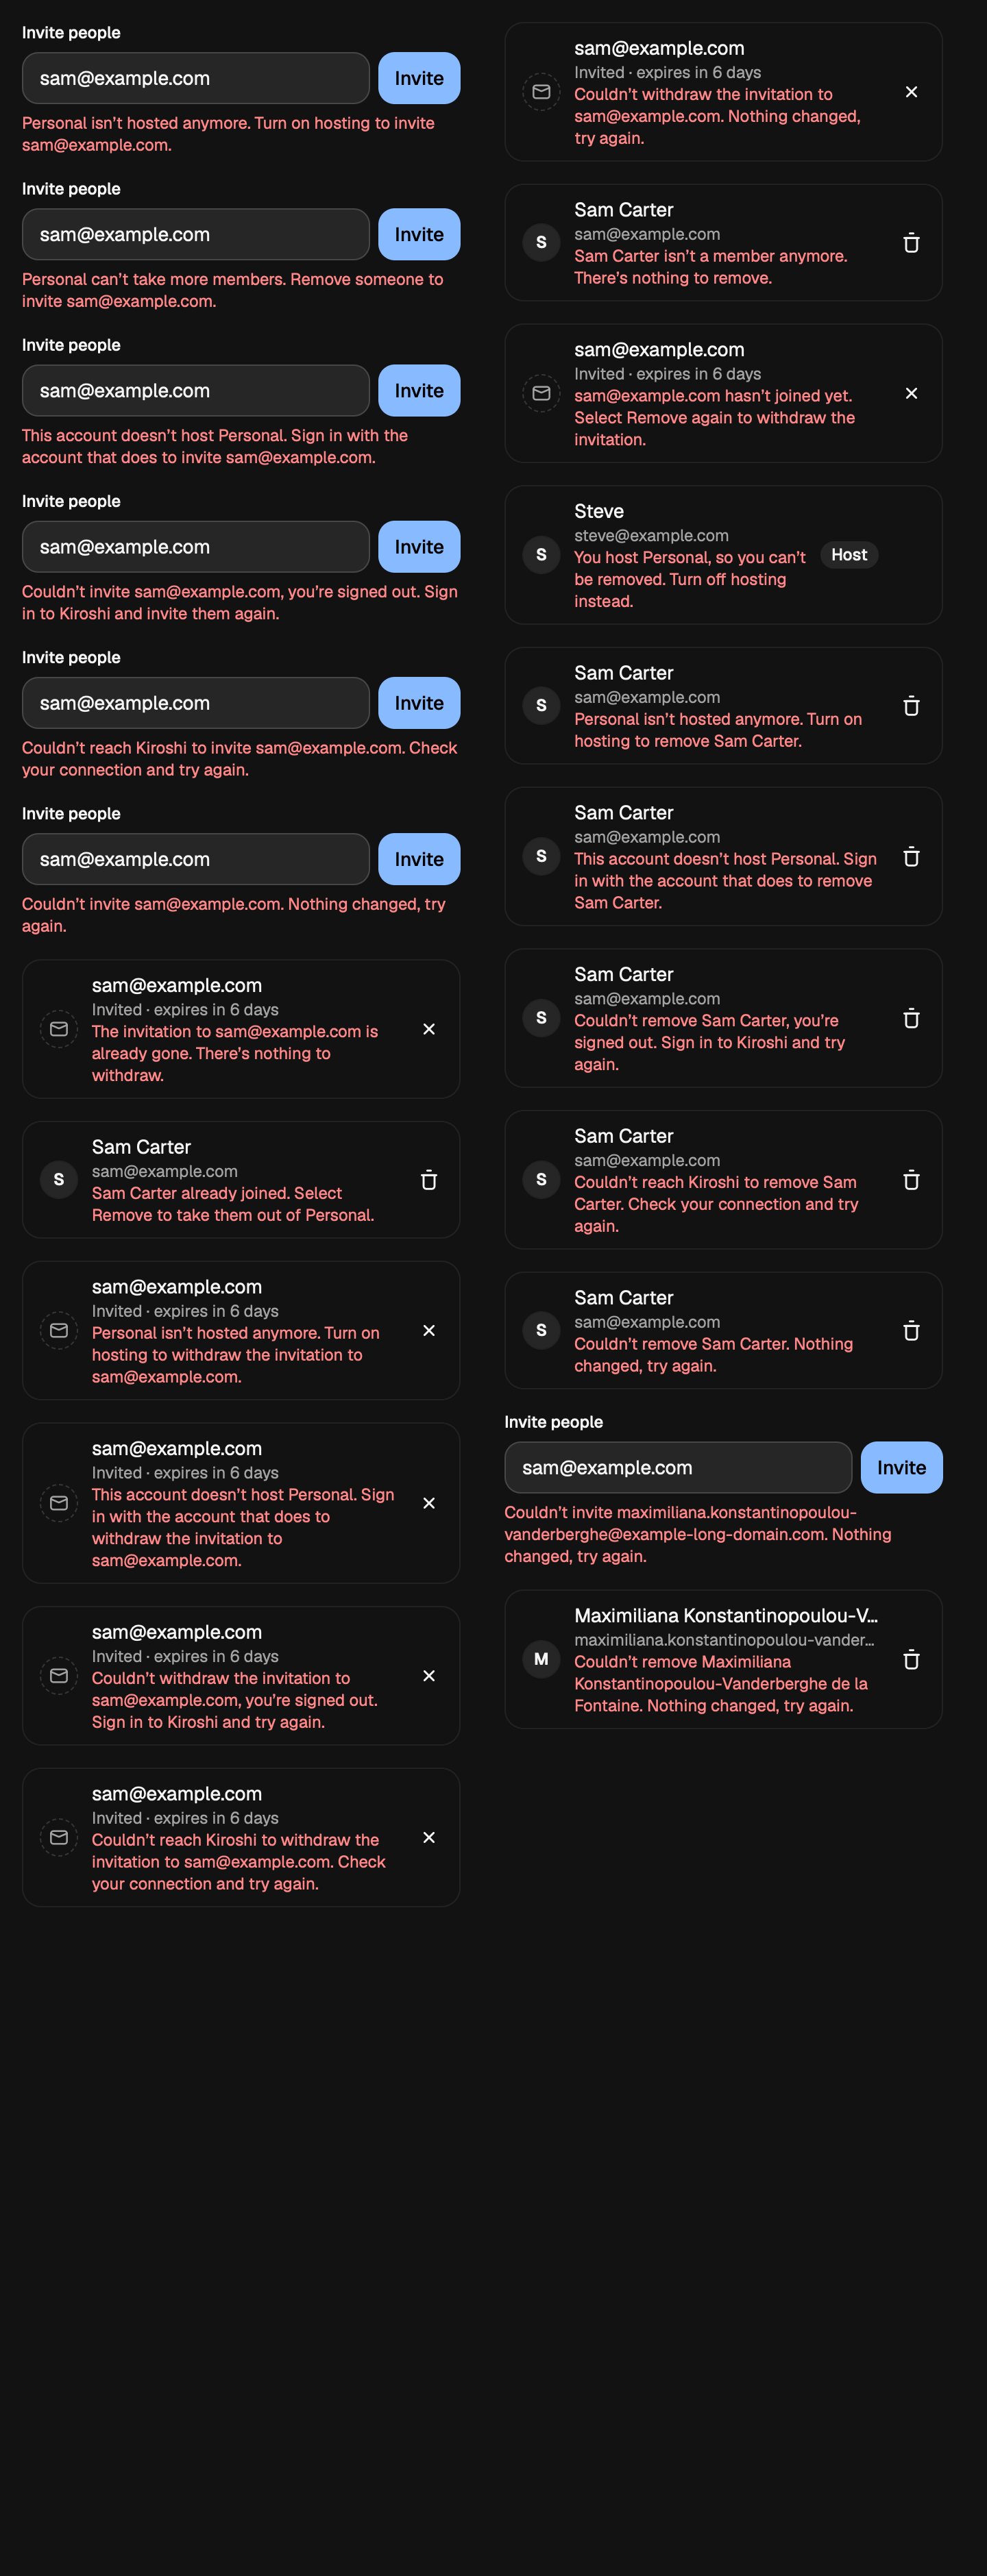 Invite people
sam@example.com
Invite
Personal isn’t hosted anymore. Turn on hosting to invite
sam@example.com.
Invite people
sam@example.com
Invite
Personal can’t take more members. Remove someone to
invite sam@example.com.
Invite people
sam@example.com
Invite
This account doesn’t host Personal. Sign in with the
account that does to invite sam@example.com.
Invite people
sam@example.com
Invite
Couldn’t invite sam@example.com, you’re signed out. Sign
in to Kiroshi and invite them again.
Invite people
sam@example.com
Invite
Couldn’t reach Kiroshi to invite sam@example.com. Check
your connection and try again.
Invite people
sam@example.com
Invite
Couldn’t invite sam@example.com. Nothing changed, try
again.
sam@example.com
Invited · expires in 6 days
The invitation to sam@example.com is
already gone. There’s nothing to
withdraw.
S
Sam Carter
sam@example.com
Sam Carter already joined. Select
Remove to take them out of Personal.
sam@example.com
Invited · expires in 6 days
Personal isn’t hosted anymore. Turn on
hosting to withdraw the invitation to
sam@example.com.
sam@example.com
Invited · expires in 6 days
This account doesn’t host Personal. Sign
in with the account that does to
withdraw the invitation to
sam@example.com.
sam@example.com
Invited · expires in 6 days
Couldn’t withdraw the invitation to
sam@example.com, you’re signed out.
Sign in to Kiroshi and try again.
sam@example.com
Invited · expires in 6 days
Couldn’t reach Kiroshi to withdraw the
invitation to sam@example.com. Check
your connection and try again.
sam@example.com
Invited · expires in 6 days
Couldn’t withdraw the invitation to
sam@example.com. Nothing changed,
try again.
S
Sam Carter
sam@example.com
Sam Carter isn’t a member anymore.
There’s nothing to remove.
sam@example.com
Invited · expires in 6 days
sam@example.com hasn’t joined yet.
Select Remove again to withdraw the
invitation.
S
Steve
steve@example.com
You host Personal, so you can’t
be removed. Turn off hosting
instead.
Host
S
Sam Carter
sam@example.com
Personal isn’t hosted anymore. Turn on
hosting to remove Sam Carter.
S
Sam Carter
sam@example.com
This account doesn’t host Personal. Sign
in with the account that does to remove
Sam Carter.
S
Sam Carter
sam@example.com
Couldn’t remove Sam Carter, you’re
signed out. Sign in to Kiroshi and try
again.
S
Sam Carter
sam@example.com
Couldn’t reach Kiroshi to remove Sam
Carter. Check your connection and try
again.
S
Sam Carter
sam@example.com
Couldn’t remove Sam Carter. Nothing
changed, try again.
Invite people
sam@example.com
Invite
Couldn’t invite maximiliana.konstantinopoulou-
vanderberghe@example-long-domain.com. Nothing
changed, try again.
M
Maximiliana Konstantinopoulou-V…
maximiliana.konstantinopoulou-vander…
Couldn’t remove Maximiliana
Konstantinopoulou-Vanderberghe de la
Fontaine. Nothing changed, try again.